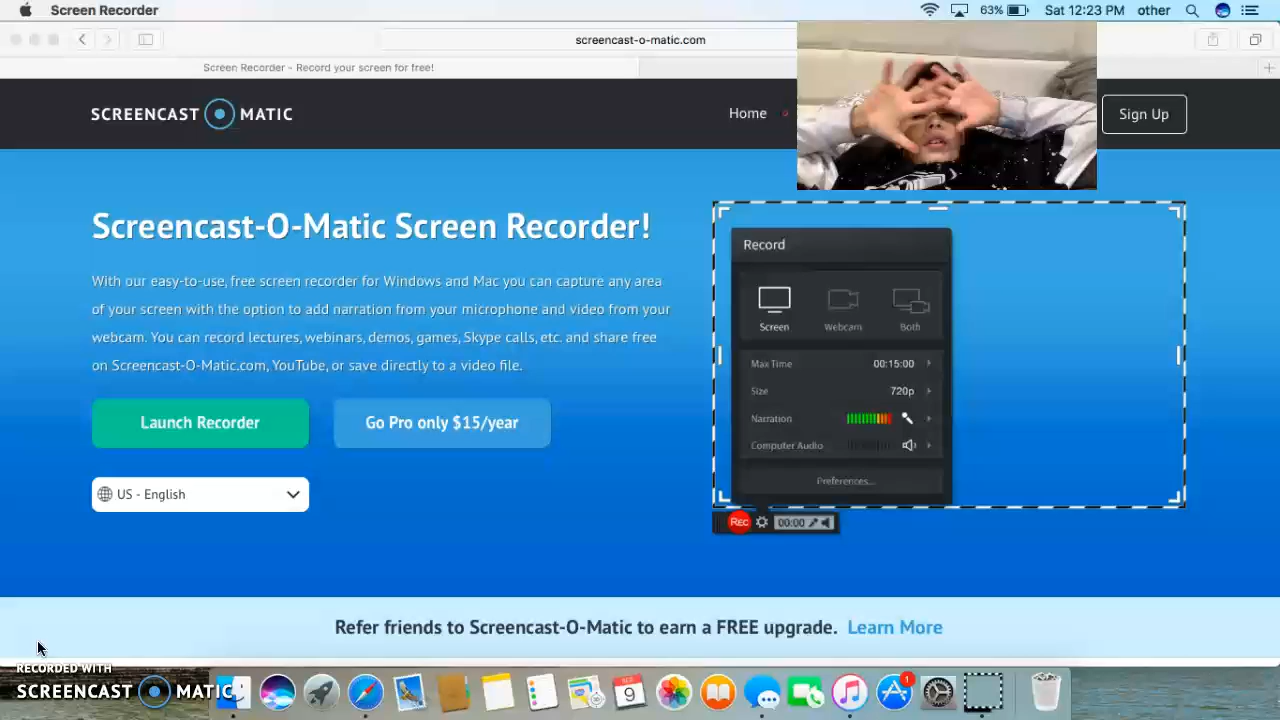 Screen Recorder
63%
Sat 12:23 PM
other
screencast-o-matic.com
Screen Recorder - Record your screen for free!
SCREENCAST MATIC
Home
Sign Up
Screencast-O-Matic Screen Recorder!
With our easy-to-use, free screen recorder for Windows and Mac you can capture any area
of your screen with the option to add narration from your microphone and video from your
webcam. You can record lectures, webinars, demos, games, Skype calls, etc. and share free
on Screencast-O-Matic.com, YouTube, or save directly to a video file.
Launch Recorder
Go Pro only $15/year
US - English
Record
Screen
Webcam
Both
Max Time 00:15:00
Size 720p
Narration
Computer Audio
Preferences...
Rec
00:00
Refer friends to Screencast-O-Matic to earn a FREE upgrade. Learn More
RECORDED WITH
SCREENCAST MATIC
9
1